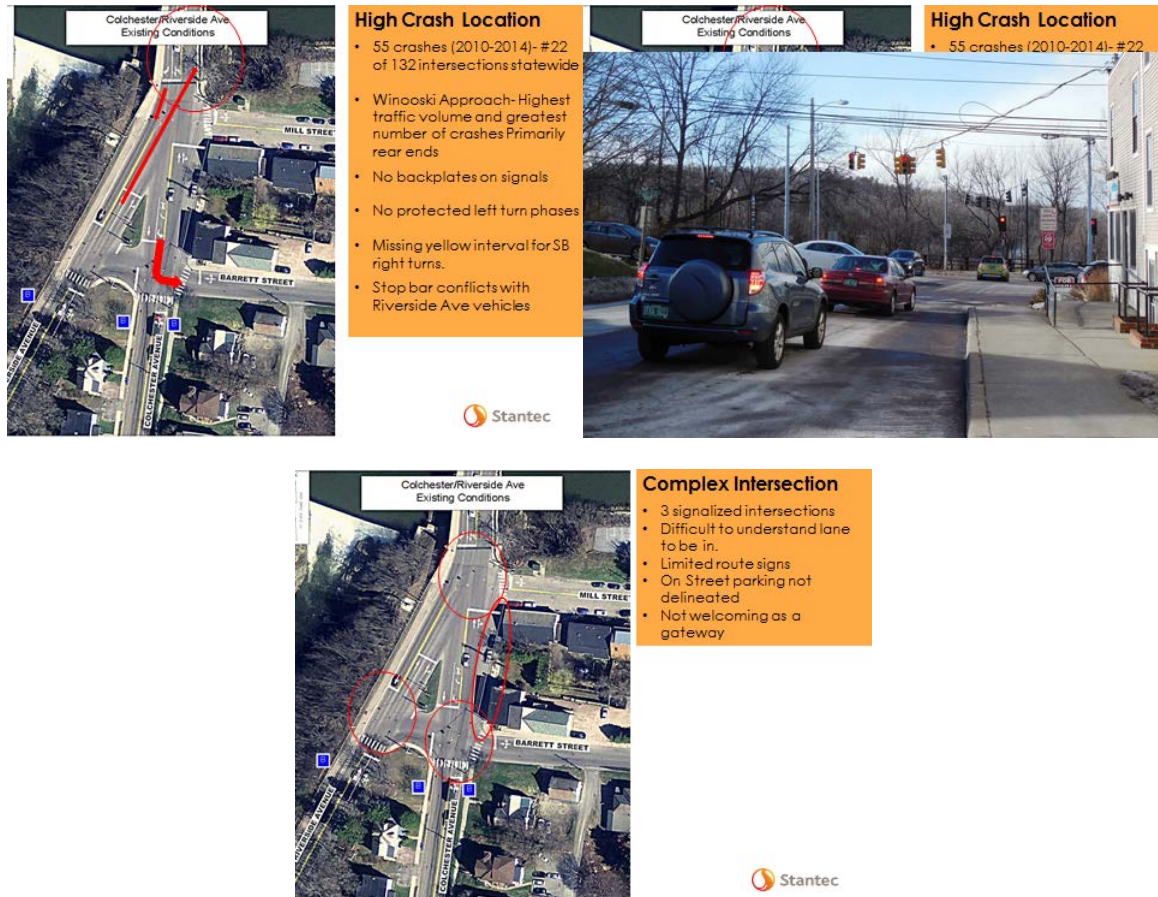 Colchester/Riverside Ave
Existing Conditions
MILL STREET
BARRETT STREET
COLCHESTER AVENUE
High Crash Location
• 55 crashes (2010-2014)- #22
of 132 intersections statewide
• Winooski Approach- Highest
traffic volume and greatest
number of crashes Primarily
rear ends
• No backplates on signals
• No protected left turn phases
• Missing yellow interval for SB
right turns.
• Stop bar conflicts with
Riverside Ave vehicles
Stantec
Colchester/Riverside Ave
Existing Conditions
High Crash Location
• 55 crashes (2010-2014)- #22
Colchester/Riverside Ave
Existing Conditions
MILL STREET
BARRETT STREET
RIVERSIDE AVENUE
COLCHESTER AVENUE
Complex Intersection
• 3 signalized intersections
• Difficult to understand lane
to be in.
• Limited route signs
• On Street parking not
delineated
• Not welcoming as a
gateway
Stantec